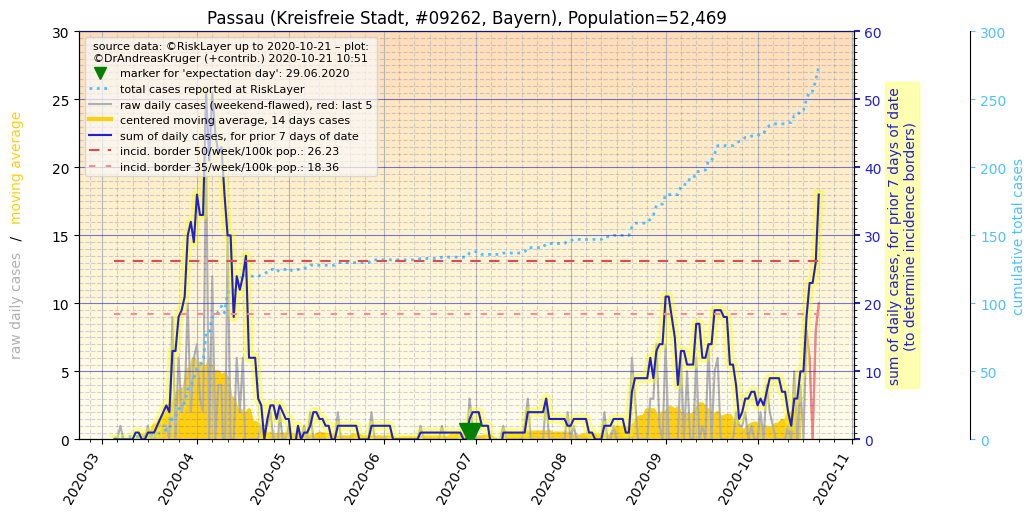 Passau (Kreisfreie Stadt, #09262, Bayern), Population=52,469
source data: ©RiskLayer up to 2020-10-21 – plot:
©DrAndreasKruger (+contrib.) 2020-10-21 10:51
marker for 'expectation day': 29.06.2020
total cases reported at RiskLayer
raw daily cases (weekend-flawed), red: last 5
centered moving average, 14 days cases
sum of daily cases, for prior 7 days of date
incid. border 50/week/100k pop.: 26.23
incid. border 35/week/100k pop.: 18.36
raw daily cases / moving average
30
25
20
15
10
5
0
60
50
40
30
20
10
0
sum of daily cases, for prior 7 days of date
(to determine incidence borders)
300
250
200
150
100
50
0
cumulative total cases
2020-03
2020-04
2020-05
2020-06
2020-07
2020-08
2020-09
2020-10
2020-11